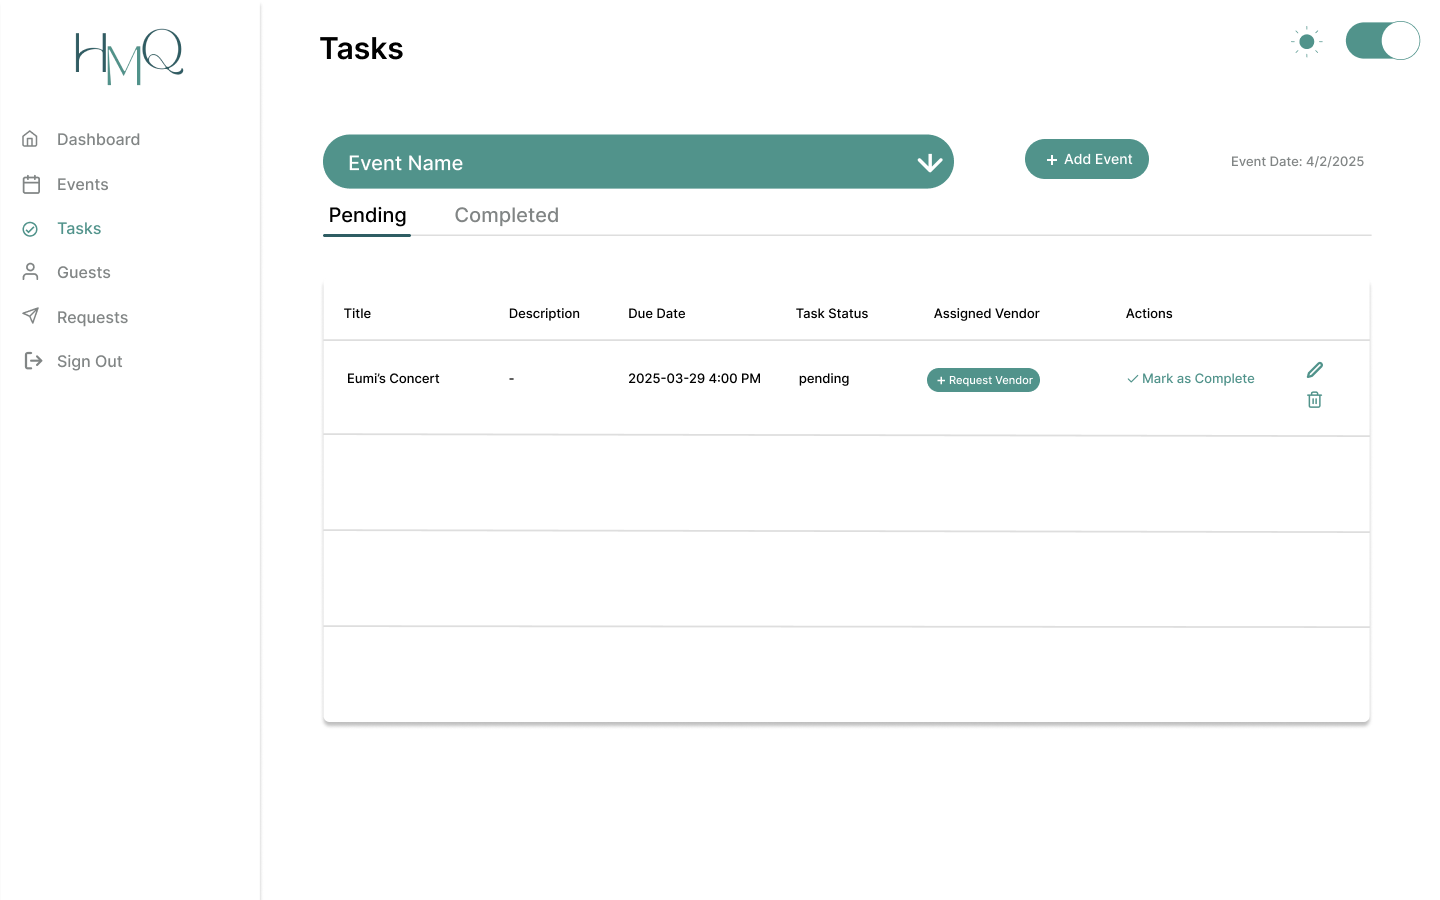 HMQ
Tasks
Dashboard
Events
Tasks
Guests
Requests
Sign Out
Event Name
+ Add Event
Event Date: 4/2/2025
Pending Completed
Title Description Due Date Task Status Assigned Vendor Actions
Eumi's Concert - 2025-03-29 4:00 PM pending + Request Vendor Mark as Complete